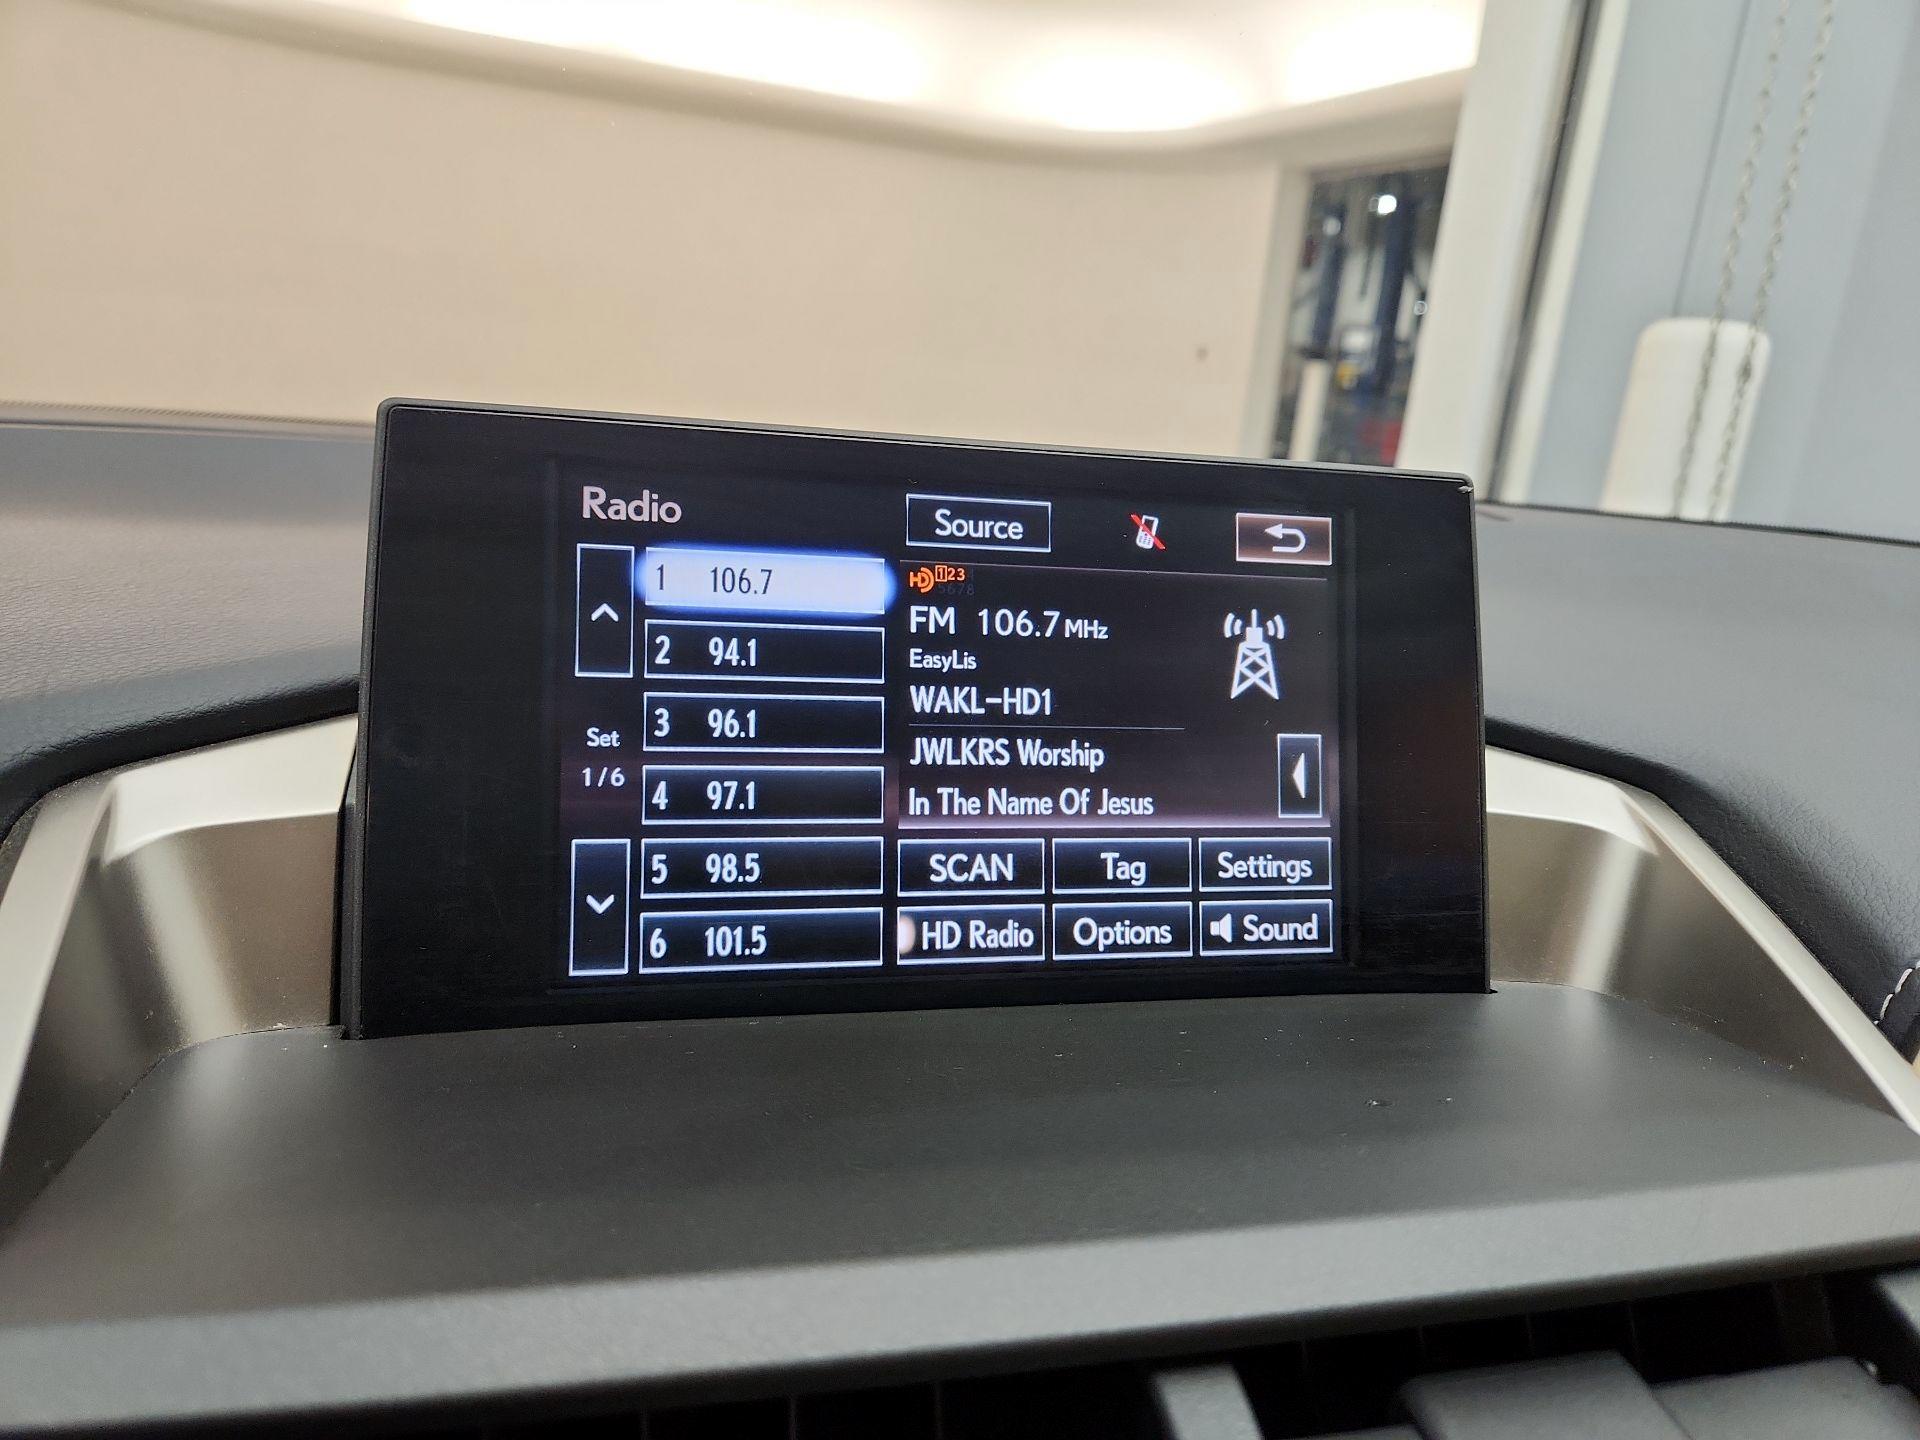 Radio
Source
1 106.7
2 94.1
3 96.1
Set
1/6
4 97.1
5 98.5
6 101.5
HD 123
5678
FM 106.7 MHz
EasyLis
WAKL-HD1
JWLKRS Worship
In The Name Of Jesus
SCAN
Tag
Settings
HD Radio
Options
Sound